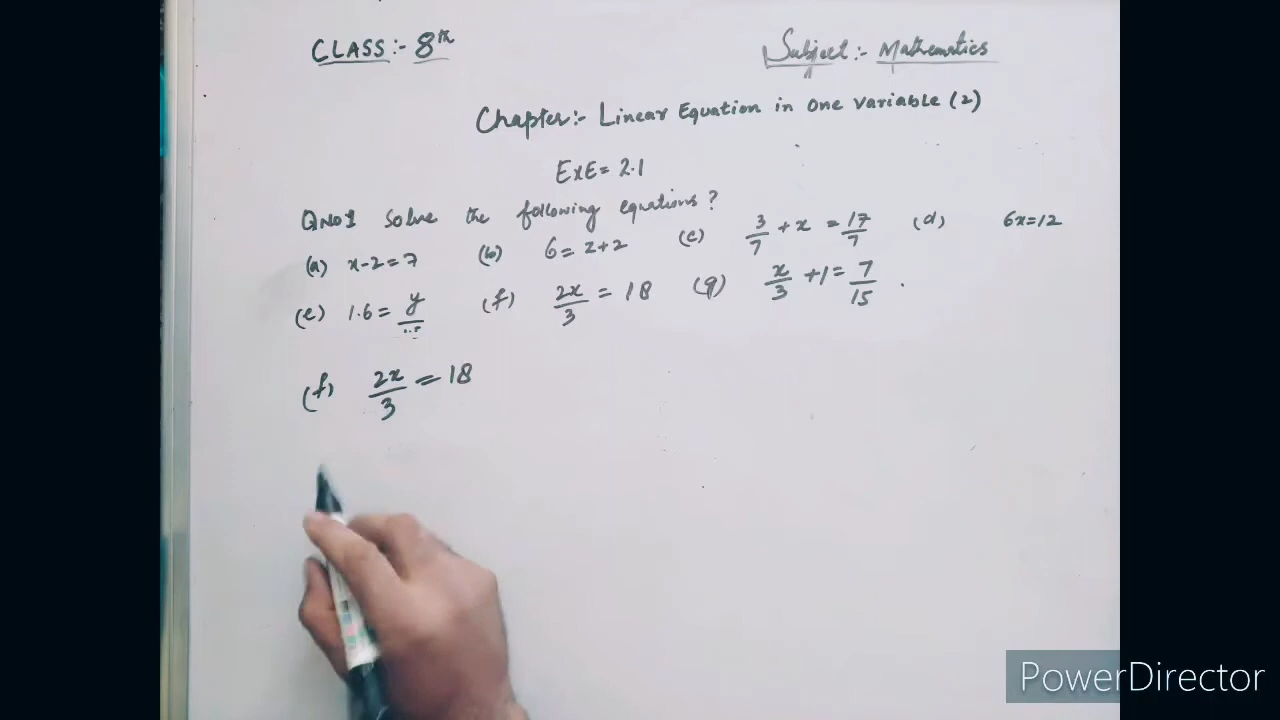 CLASS:- 8th
Subject:- Mathematics
Chapter:- Linear Equation in One Variable (2)
ExE= 2.1
QNo1 Solve the following equations?
(a) x-2=7 (b) 6=z+2 (c) 3/7 +x =17/7 (d) 6x=12
(e) 1.6= y/1.5 (f) 2x/3 = 18 (g) x/3 +1= 7/15 .
(f) 2x/3 =18
PowerDirector